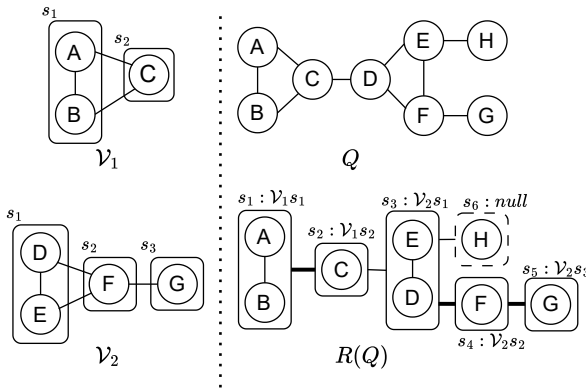 s1
s2
A
C
B
𝒱1
s1
s2
s3
D
F
G
E
𝒱2
A
E
H
C
D
B
F
G
Q
s1 : 𝒱1s1
s2 : 𝒱1s2
s3 : 𝒱2s1
s6 : null
A
E
H
C
B
D
F
G
s5 : 𝒱2s3
s4 : 𝒱2s2
R(Q)